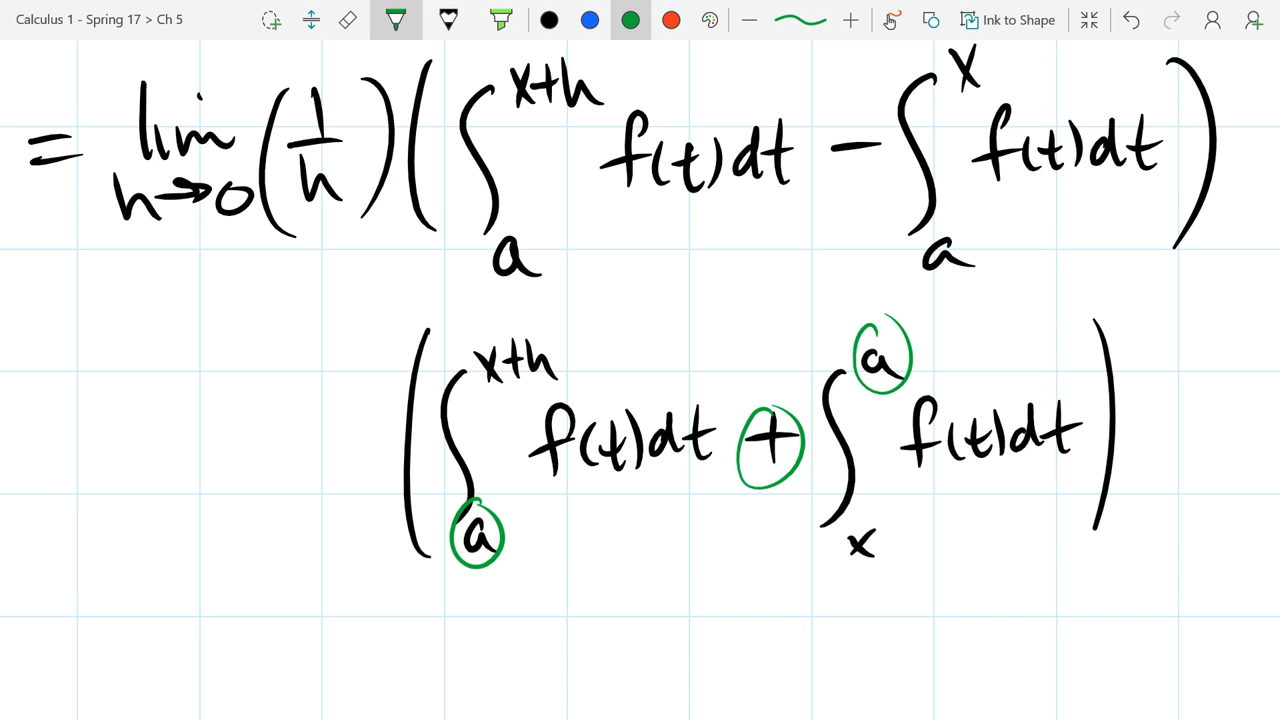 Calculus 1 - Spring 17 > Ch 5
Ink to Shape
= lim h→0 (1/h) (∫_a^{x+h} f(t)dt - ∫_a^x f(t)dt)
(∫_a^{x+h} f(t)dt + ∫_x^a f(t)dt)